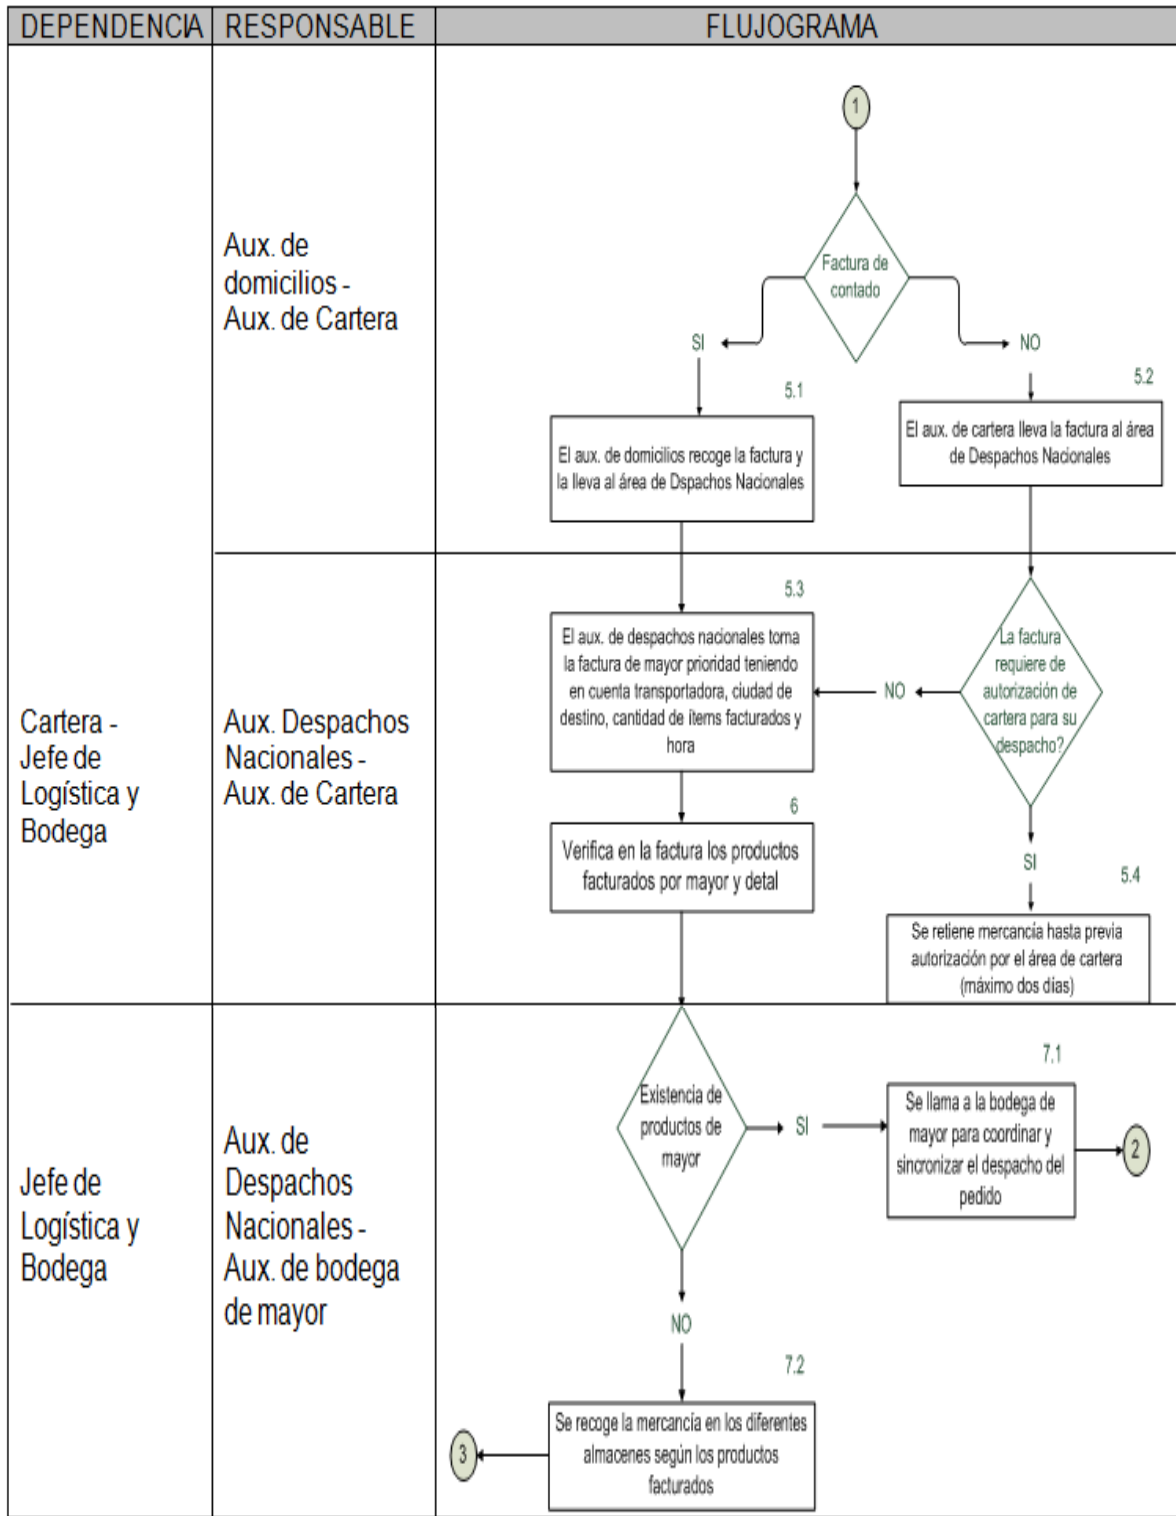 DEPENDENCIA RESPONSABLE FLUJOGRAMA
1
Aux. de
domicilios -
Aux. de Cartera
Factura de
contado
SI
NO
5.1
5.2
El aux. de domicilios recoge la factura y
la lleva al área de Dspachos Nacionales
El aux. de cartera lleva la factura al área
de Despachos Nacionales
Cartera -
Jefe de
Logística y
Bodega
Aux. Despachos
Nacionales -
Aux. de Cartera
5.3
El aux. de despachos nacionales toma
la factura de mayor prioridad teniendo
en cuenta transportadora, ciudad de
destino, cantidad de ítems facturados y
hora
NO
La factura
requiere de
autorización de
cartera para su
despacho?
6
Verifica en la factura los productos
facturados por mayor y detal
SI
5.4
Se retiene mercancía hasta previa
autorización por el área de cartera
(máximo dos días)
Jefe de
Logística y
Bodega
Aux. de
Despachos
Nacionales -
Aux. de bodega
de mayor
Existencia de
productos de
mayor
SI
7.1
Se llama a la bodega de
mayor para coordinar y
sincronizar el despacho del
pedido
2
NO
7.2
Se recoge la mercancía en los diferentes
almacenes según los productos
facturados
3